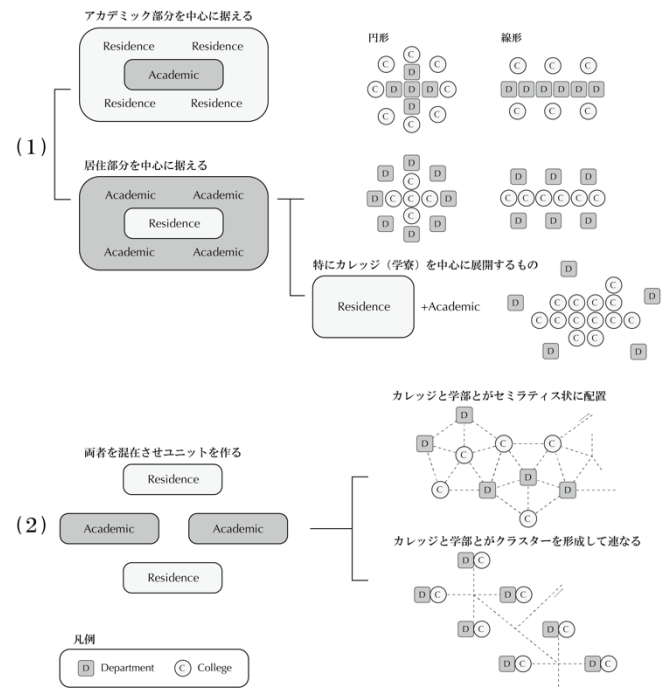 アカデミック部分を中心に据える
Residence Residence
Academic
Residence Residence
円形
線形
C C C
D
C D D D C
D
C C C
C C C
D D D D D D
C C C
(1)
居住部分を中心に据える
Academic Academic
Residence
Academic Academic
D D D
C
D C C C D
C
D D D
D D D
C C C C C C
D D D
特にカレッジ（学寮）を中心に展開するもの
Residence
+Academic
D
C D
D C C C C
C C C C C C
C C
D D
カレッジと学部とがセミラティス状に配置
D
D C C C
D
C D D
C
(2)
両者を混在させユニットを作る
Residence
Academic Academic
Residence
カレッジと学部とがクラスターを形成して連なる
D C
D C D C
D C D C
D C D C
凡例
D Department C College